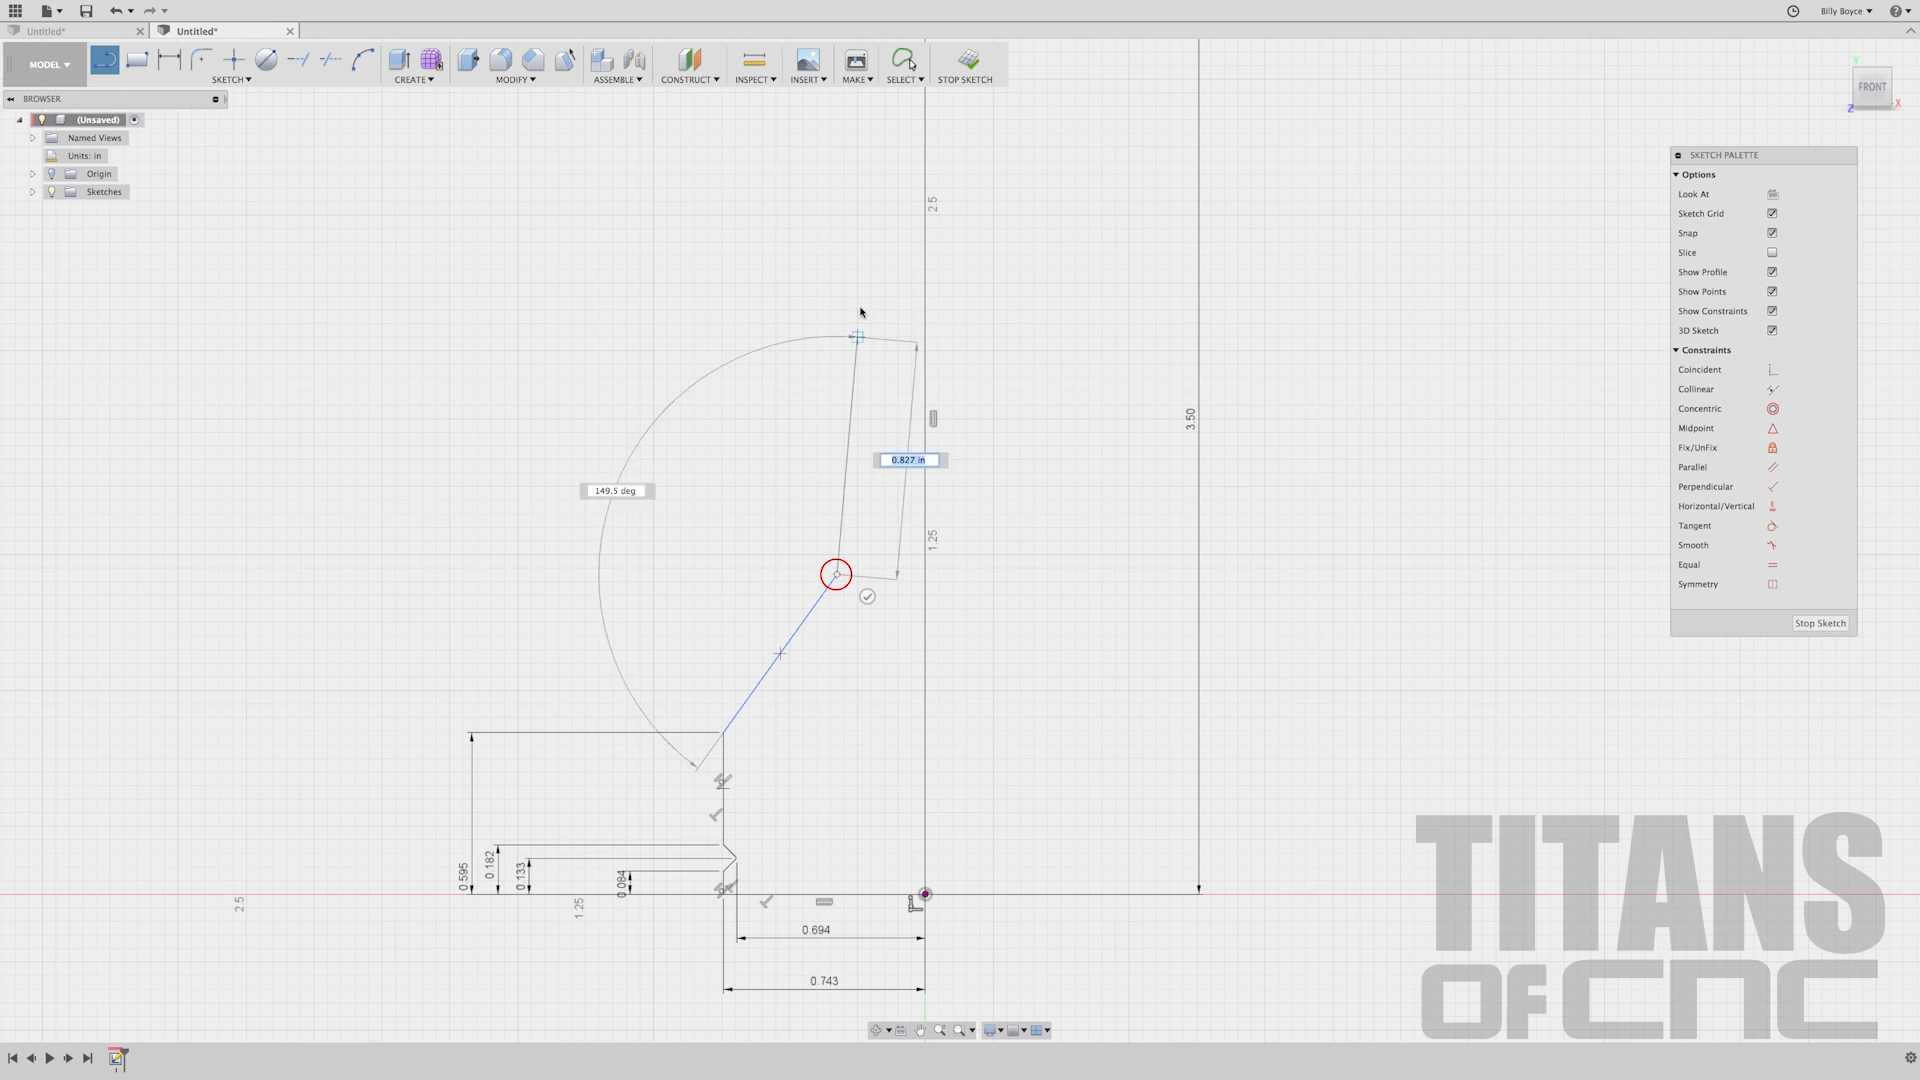 Billy Boyce
Untitled*
Untitled*
MODEL
SKETCH
CREATE
MODIFY
ASSEMBLE
CONSTRUCT
INSPECT
INSERT
MAKE
SELECT
STOP SKETCH
BROWSER
(Unsaved)
Named Views
Units: in
Origin
Sketches
Y
FRONT
X
Z
SKETCH PALETTE
Options
Look At
Sketch Grid
Snap
Slice
Show Profile
Show Points
Show Constraints
3D Sketch
Constraints
Coincident
Collinear
Concentric
Midpoint
Fix/UnFix
Parallel
Perpendicular
Horizontal/Vertical
Tangent
Smooth
Equal
Symmetry
Stop Sketch
2.5
3.50
0.827 in
149.5 deg
1.25
0.595
0.182
0.133
0.084
2.5
1.25
0.694
0.743
TITANS
OF CNC